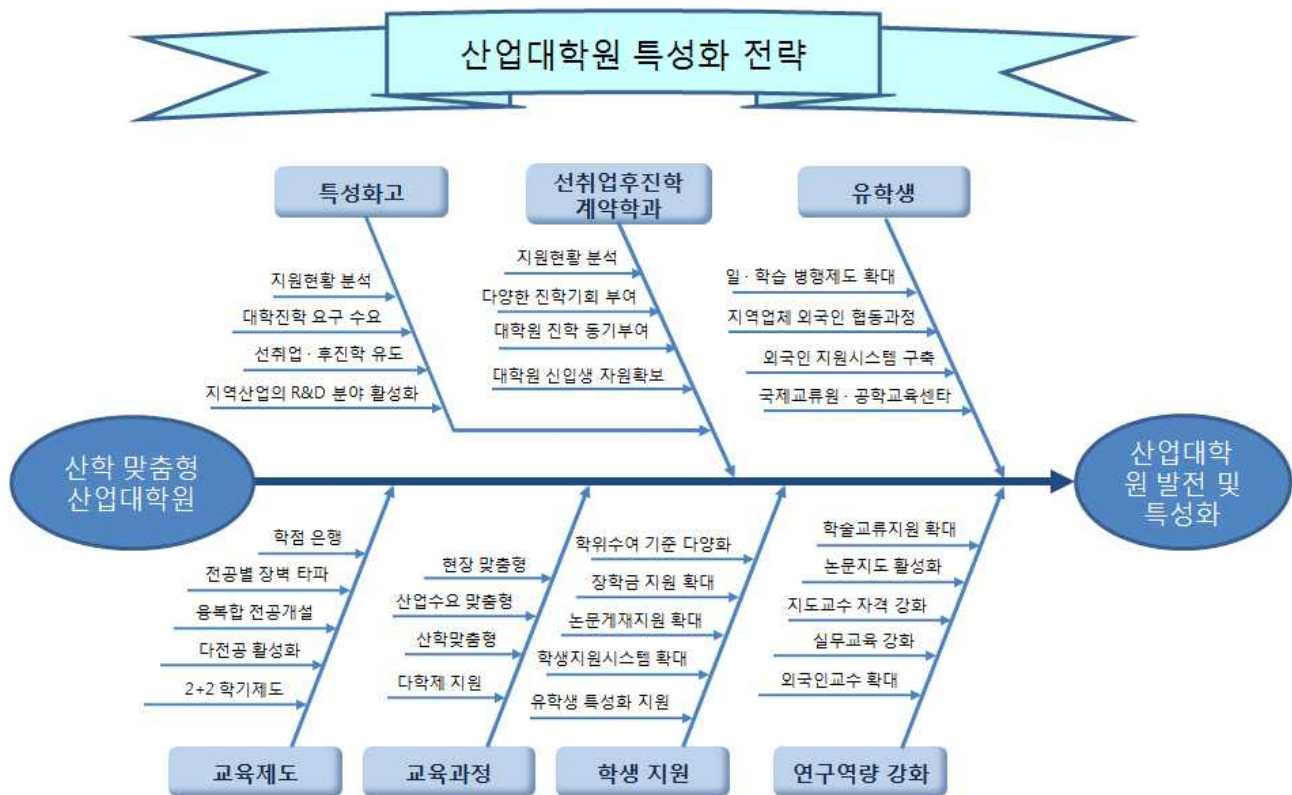 산업대학원 특성화 전략
특성화고
지원현황 분석
대학진학 요구 수요
선취업 · 후진학 유도
지역산업의 R&D 분야 활성화
선취업후진학
계약학과
지원현황 분석
다양한 진학기회 부여
대학원 진학 동기부여
대학원 신입생 자원확보
유학생
일 · 학습 병행제도 확대
지역업체 외국인 협동과정
외국인 지원시스템 구축
국제교류원 · 공학교육센타
산학 맞춤형
산업대학원
산업대학
원 발전 및
특성화
학점 은행
전공별 장벽 타파
융복합 전공개설
다전공 활성화
2+2 학기제도
교육제도
현장 맞춤형
산업수요 맞춤형
산학맞춤형
다학제 지원
교육과정
학위수여 기준 다양화
장학금 지원 확대
논문게재지원 확대
학생지원시스템 확대
유학생 특성화 지원
학생 지원
학술교류지원 확대
논문지도 활성화
지도교수 자격 강화
실무교육 강화
외국인교수 확대
연구역량 강화